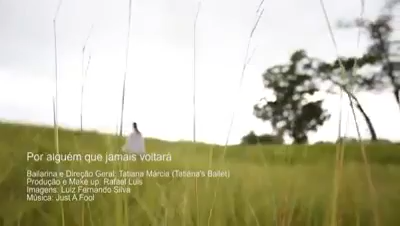 Por alguém que jamais voltará
Bailarina e Direção Geral: Tatiana Márcia (Tatiana's Ballet)
Produção e Make up: Rafael Luis
Imagens: Luiz Fernando Silva
Música: Just A Fool